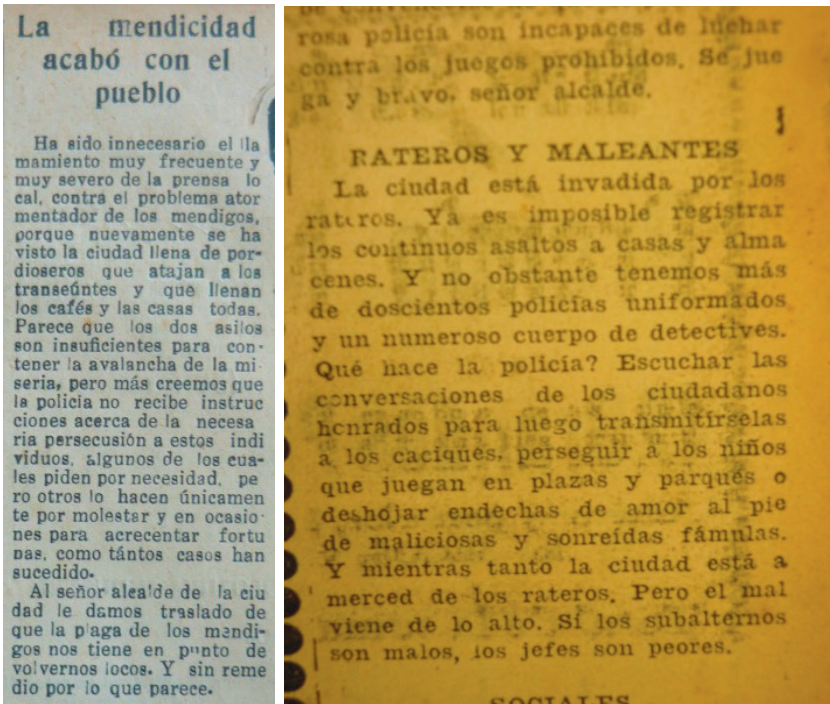 La mendicidad
acabó con el
pueblo
Ha sido innecesario el lla
mamiento muy frecuente y
muy severo de la prensa lo
cal, contra el problema ator
mentador de los mendigos,
porque nuevamente se ha
visto la ciudad llena de por-
dioseros que atajan a los
transeúntes y que llenan
los cafés y las casas todas.
Parece que los dos asilos
son insuficientes para con-
tener la avalancha de la mi
seria, pero más creemos que
la policia no recibe instruc
ciones acerca de la necesa
ria persecusión a estos indi
viduos, algunos de los cua-
les piden por necesidad, pe
ro otros lo hacen únicamen
te por molestar y en ocasio-
nes para acrecentar fortu
nas, como tántos casos han
sucedido.
Al señor alcalde de la ciu
dad le damos traslado de
que la plaga de los mendi-
gos nos tiene en punto de
volvernos locos. Y sin reme
dio por lo que parece.
rosa policía son incapaces de luchar
contra los juegos prohibidos. Se jue
ga y bravo, señor alcalde.
RATEROS Y MALEANTES
La ciudad está invadida por los
rateros. Ya es imposible registrar
los continuos asaltos a casas y alma
cenes. Y no obstante tenemos más
de doscientos policías uniformados
y un numeroso cuerpo de detectives.
Qué hace la policía? Escuchar las
conversaciones de los ciudadanos
honrados para luego transmitírselas
a los caciques, perseguir a los niños
que juegan en plazas y parques o
deshojar endechas de amor al pie
de maliciosas y sonreídas fámulas.
Y mientras tanto la ciudad está a
merced de los rateros. Pero el mal
viene de lo alto. Sí los subalternos
son malos, los jefes son peores.
SOCIALES